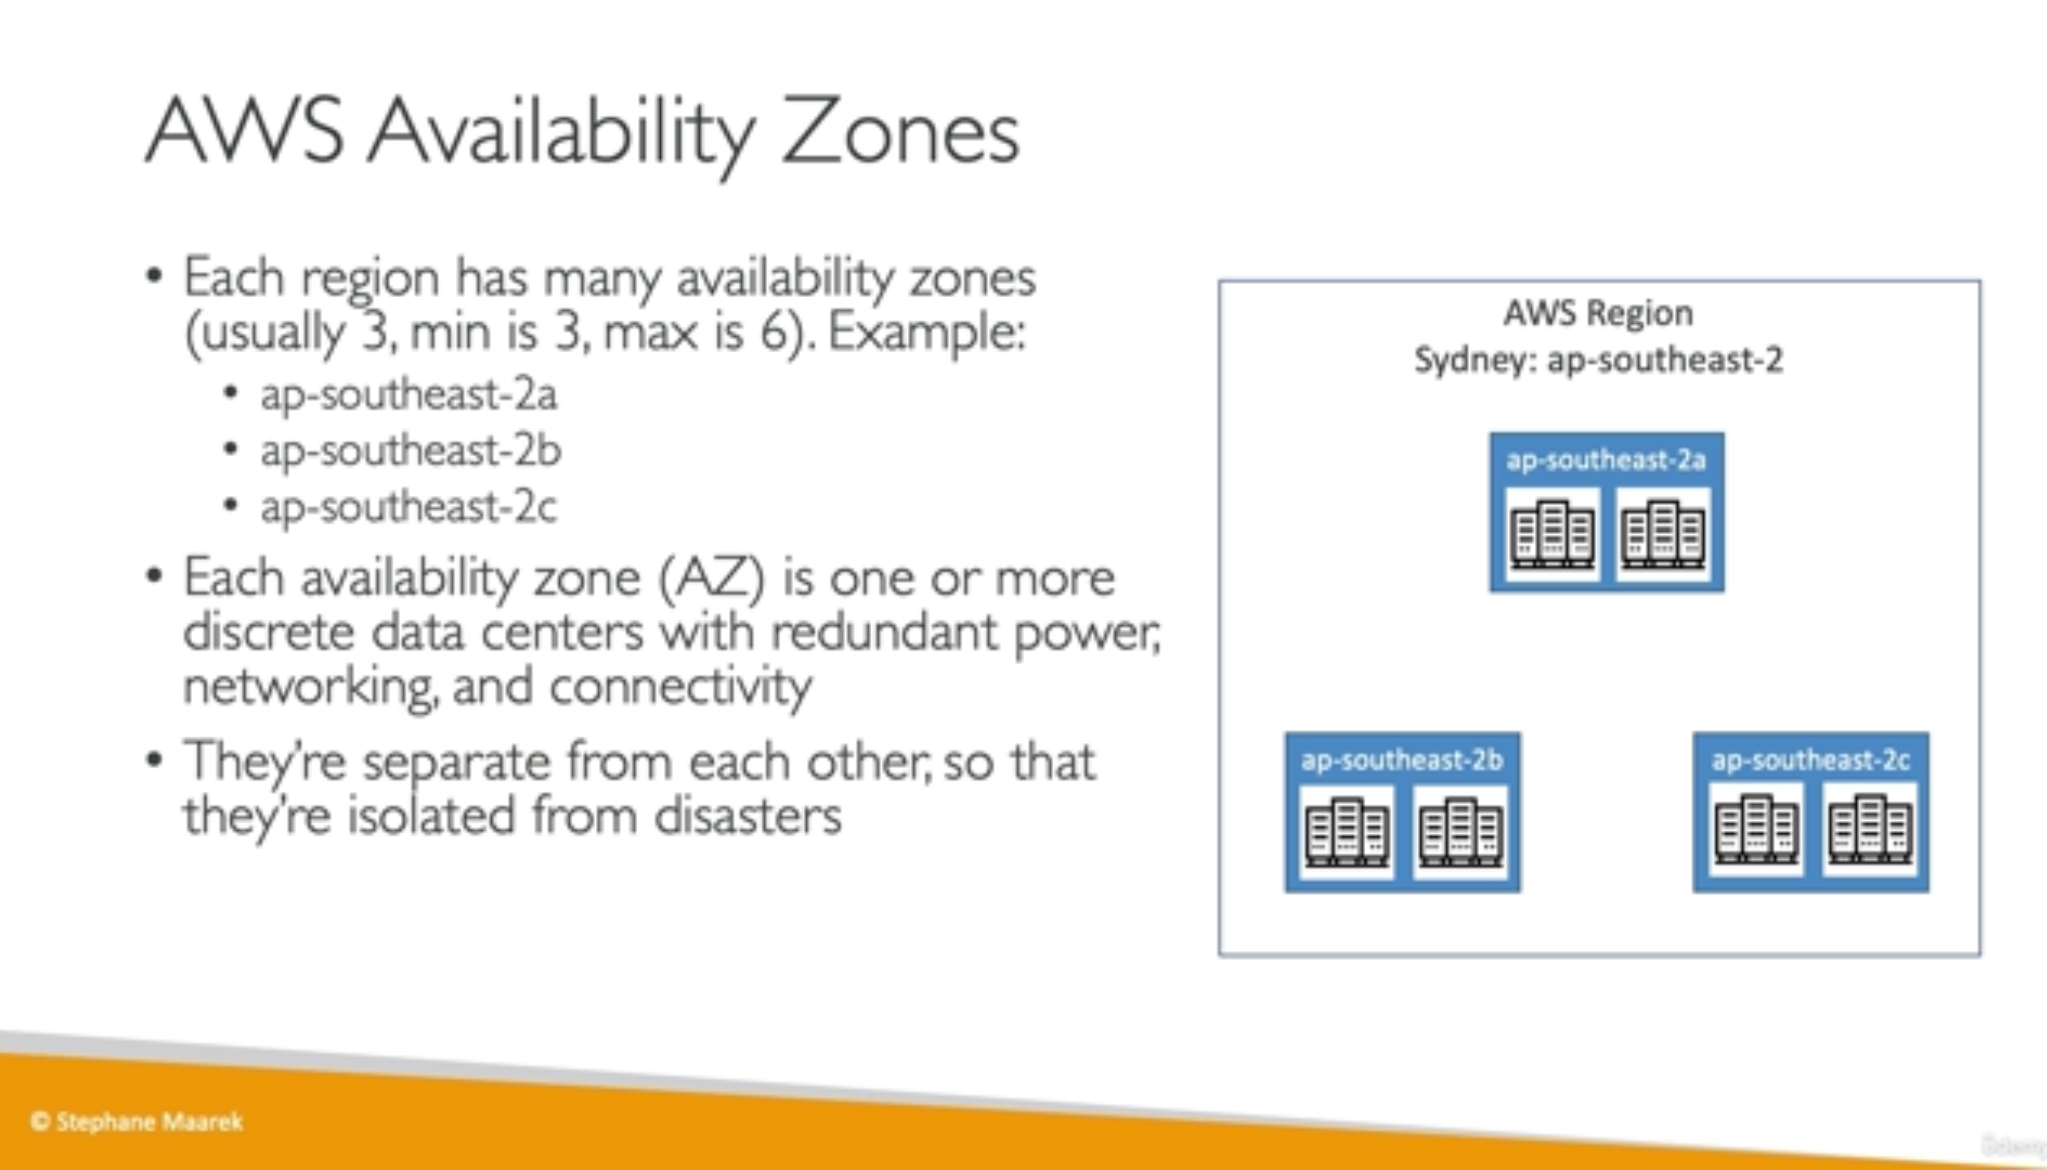 AWS Availability Zones
• Each region has many availability zones
(usually 3, min is 3, max is 6). Example:
• ap-southeast-2a
• ap-southeast-2b
• ap-southeast-2c
• Each availability zone (AZ) is one or more
discrete data centers with redundant power,
networking, and connectivity
• They're separate from each other, so that
they're isolated from disasters
AWS Region
Sydney: ap-southeast-2
ap-southeast-2a
ap-southeast-2b
ap-southeast-2c
© Stephane Maarek
Udemy